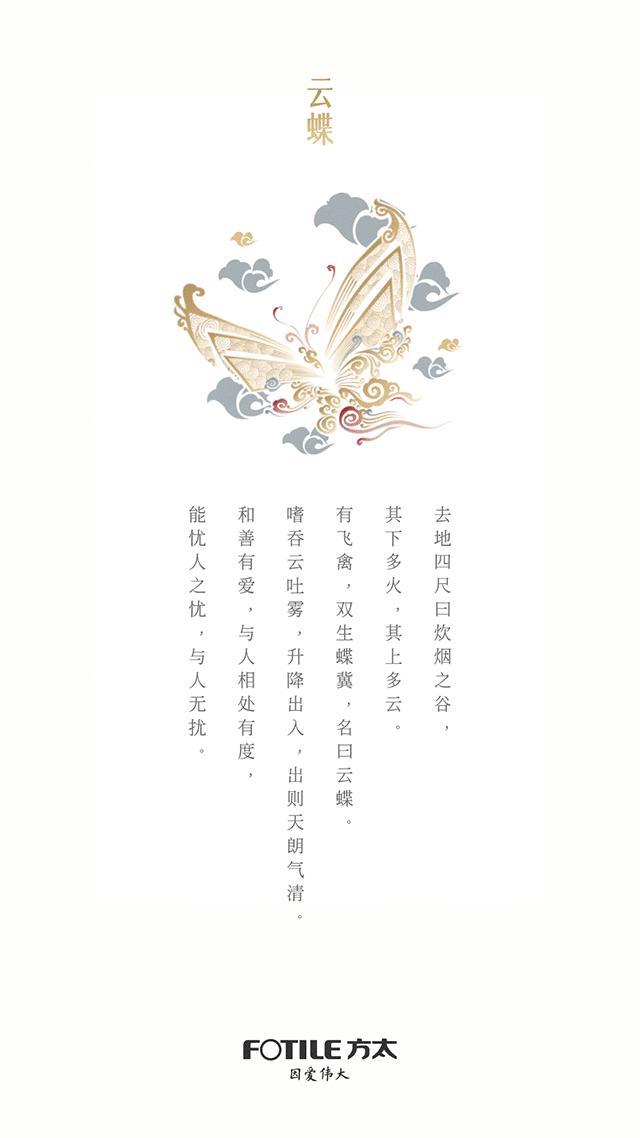 云蝶
去地四尺曰炊烟之谷，
其下多火，其上多云。
有飞禽，双生蝶冀，名曰云蝶。
嗜吞云吐雾，升降出入，出则天朗气清。
和善有爱，与人相处有度，
能忧人之忧，与人无扰。
FOTILE 方太
因爱伟大